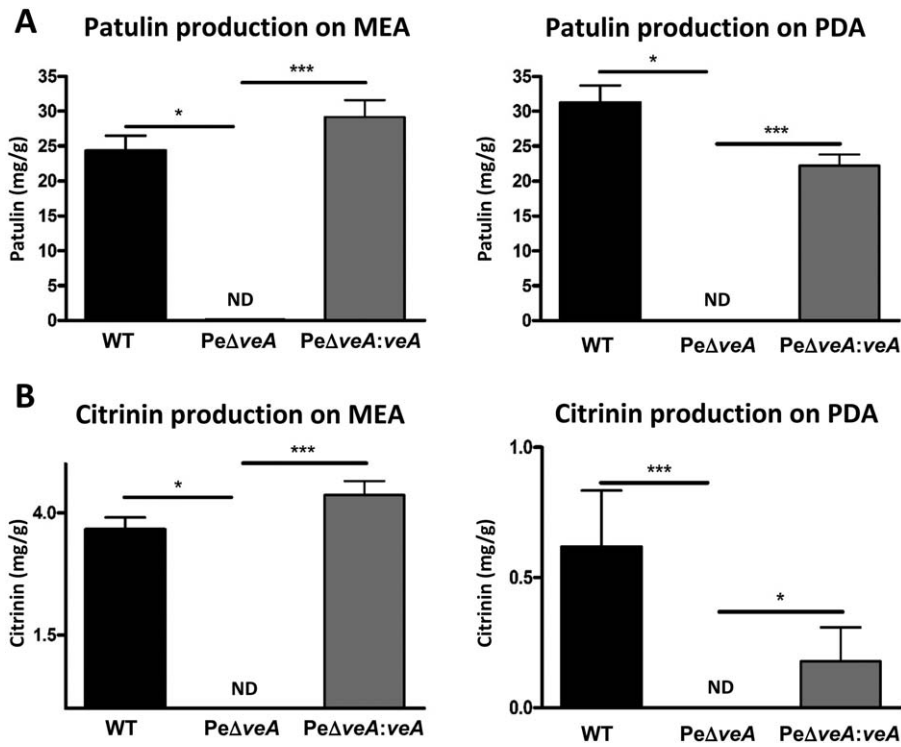 A
Patulin production on MEA
Patulin (mg/g)
35
30
25
20
15
10
5
0
*
***
ND
WT
PeΔveA
PeΔveA:veA
Patulin production on PDA
Patulin (mg/g)
35
30
25
20
15
10
5
0
*
***
ND
WT
PeΔveA
PeΔveA:veA
B
Citrinin production on MEA
Citrinin (mg/g)
4.0
1.5
*
***
ND
WT
PeΔveA
PeΔveA:veA
Citrinin production on PDA
Citrinin (mg/g)
1.0
0.5
0.0
***
*
ND
WT
PeΔveA
PeΔveA:veA